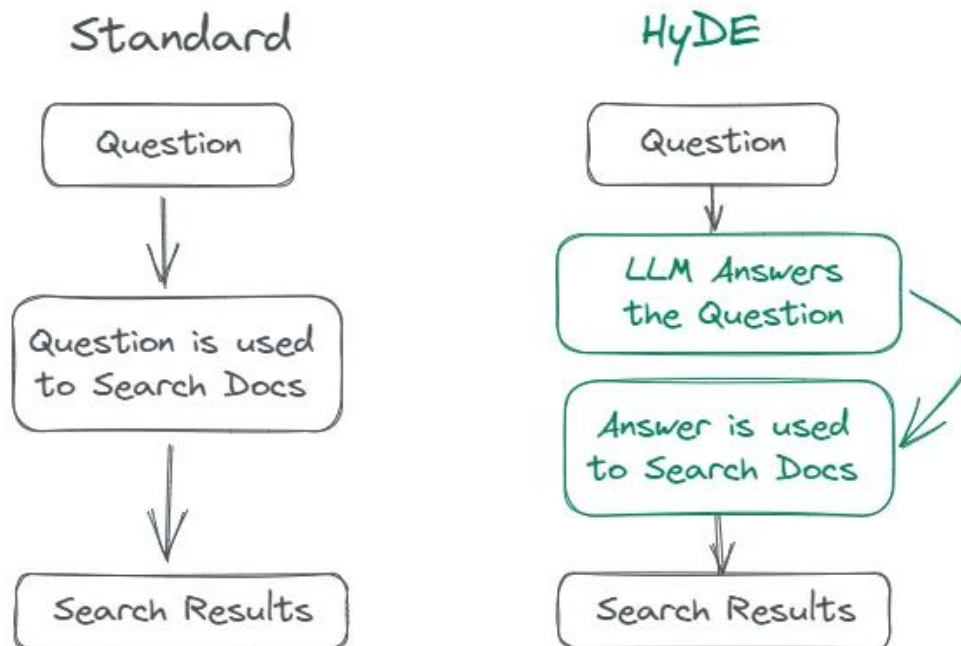 Standard
Question
Question is used
to Search Docs
Search Results
HyDE
Question
LLM Answers
the Question
Answer is used
to Search Docs
Search Results